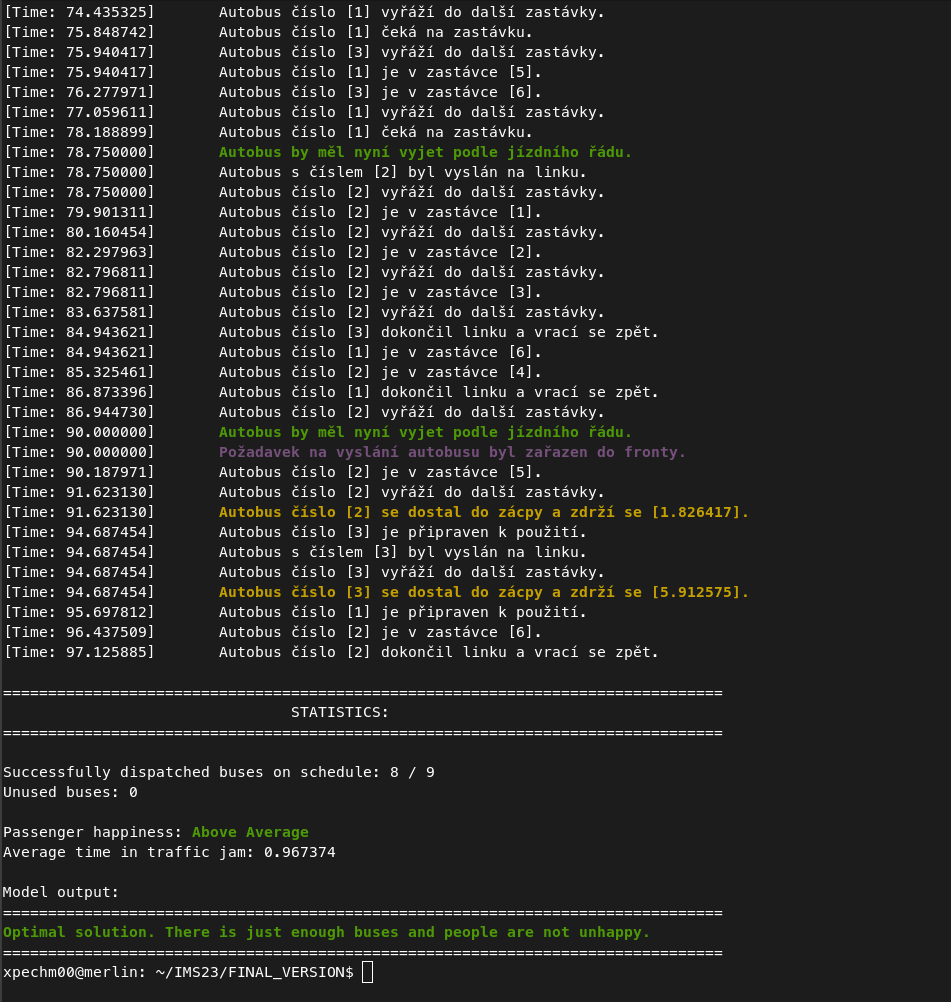 [Time: 74.435325] Autobus číslo [1] vyřáží do další zastávky.
[Time: 75.848742] Autobus číslo [1] čeká na zastávku.
[Time: 75.940417] Autobus číslo [3] vyřáží do další zastávky.
[Time: 75.940417] Autobus číslo [1] je v zastávce [5].
[Time: 76.277971] Autobus číslo [3] je v zastávce [6].
[Time: 77.059611] Autobus číslo [1] vyřáží do další zastávky.
[Time: 78.188899] Autobus číslo [1] čeká na zastávku.
[Time: 78.750000] Autobus by měl nyní vyjet podle jízdního řádu.
[Time: 78.750000] Autobus s číslem [2] byl vyslán na linku.
[Time: 78.750000] Autobus číslo [2] vyřáží do další zastávky.
[Time: 79.901311] Autobus číslo [2] je v zastávce [1].
[Time: 80.160454] Autobus číslo [2] vyřáží do další zastávky.
[Time: 82.297963] Autobus číslo [2] je v zastávce [2].
[Time: 82.796811] Autobus číslo [2] vyřáží do další zastávky.
[Time: 82.796811] Autobus číslo [2] je v zastávce [3].
[Time: 83.637581] Autobus číslo [2] vyřáží do další zastávky.
[Time: 84.943621] Autobus číslo [3] dokončil linku a vrací se zpět.
[Time: 84.943621] Autobus číslo [1] je v zastávce [6].
[Time: 85.325461] Autobus číslo [2] je v zastávce [4].
[Time: 86.873396] Autobus číslo [1] dokončil linku a vrací se zpět.
[Time: 86.944730] Autobus číslo [2] vyřáží do další zastávky.
[Time: 90.000000] Autobus by měl nyní vyjet podle jízdního řádu.
[Time: 90.000000] Požadavek na vyslání autobusu byl zařazen do fronty.
[Time: 90.187971] Autobus číslo [2] je v zastávce [5].
[Time: 91.623130] Autobus číslo [2] vyřáží do další zastávky.
[Time: 91.623130] Autobus číslo [2] se dostal do zácpy a zdrží se [1.826417].
[Time: 94.687454] Autobus číslo [3] je připraven k použití.
[Time: 94.687454] Autobus s číslem [3] byl vyslán na linku.
[Time: 94.687454] Autobus číslo [3] vyřáží do další zastávky.
[Time: 94.687454] Autobus číslo [3] se dostal do zácpy a zdrží se [5.912575].
[Time: 95.697812] Autobus číslo [1] je připraven k použití.
[Time: 96.437509] Autobus číslo [2] je v zastávce [6].
[Time: 97.125885] Autobus číslo [2] dokončil linku a vrací se zpět.
================================================================================
STATISTICS:
================================================================================
Successfully dispatched buses on schedule: 8 / 9
Unused buses: 0
Passenger happiness: Above Average
Average time in traffic jam: 0.967374
Model output:
================================================================================
Optimal solution. There is just enough buses and people are not unhappy.
================================================================================
xpechm00@merlin: ~/IMS23/FINAL_VERSION$